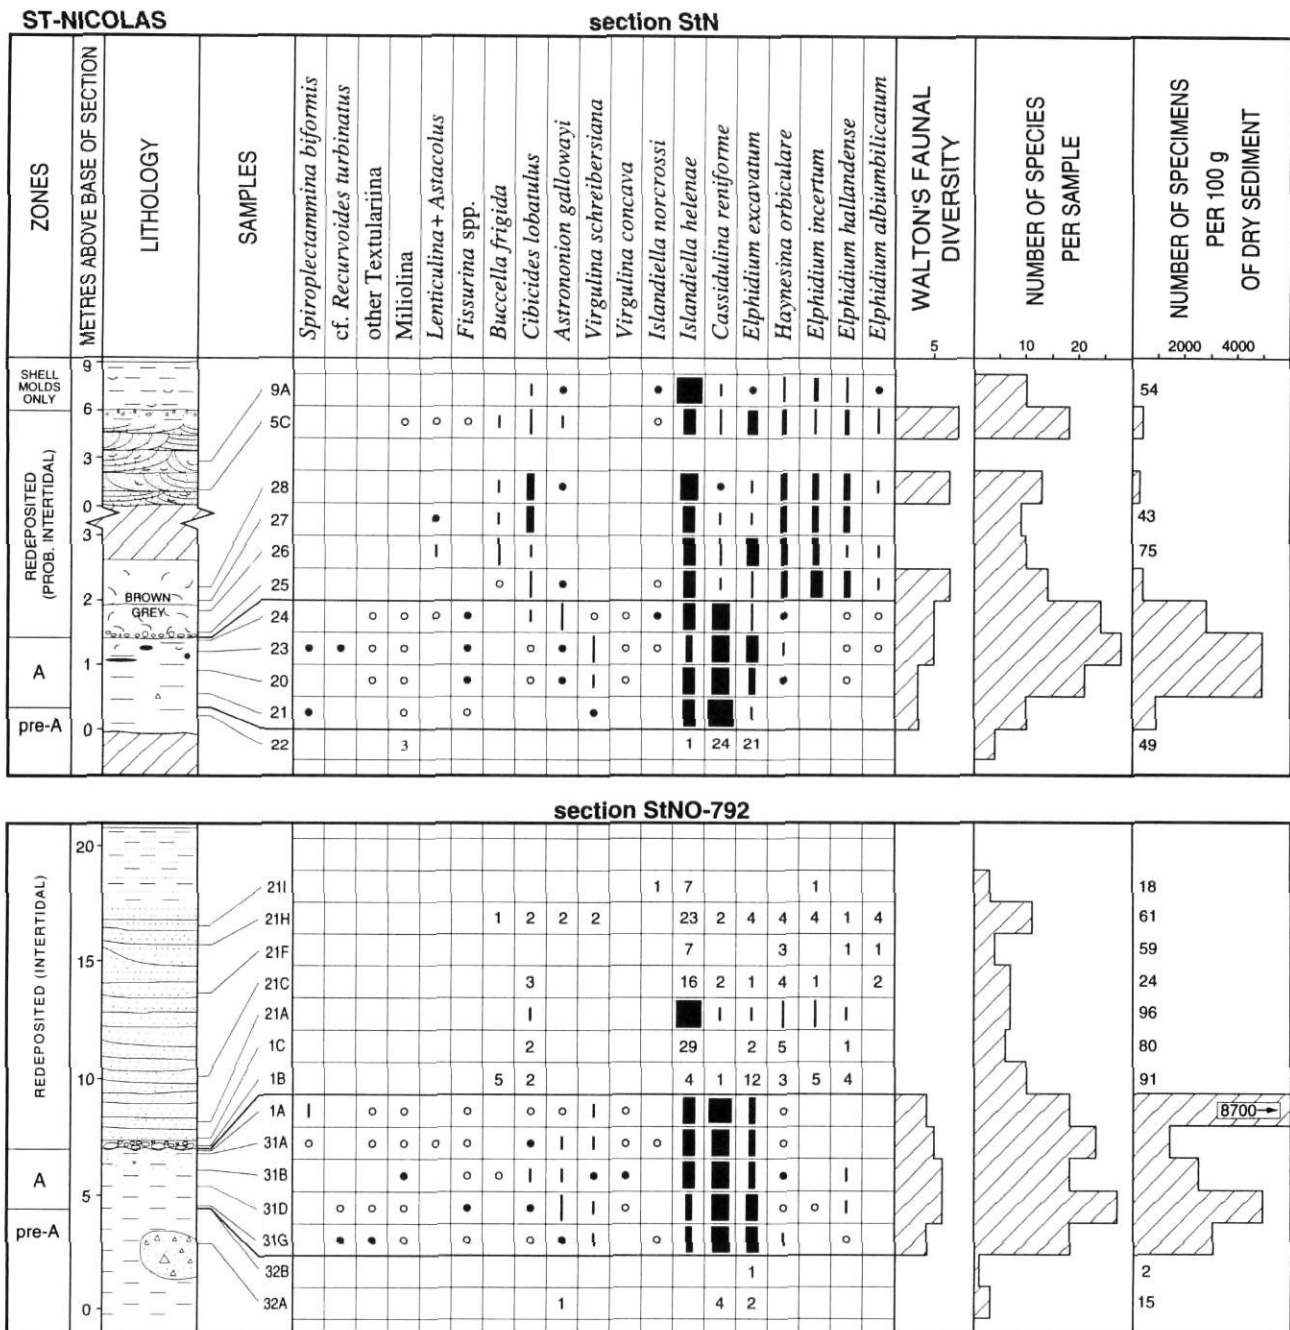 ST-NICOLAS
section StN
ZONES
METRES ABOVE BASE OF SECTION
LITHOLOGY
SAMPLES
Spiroplectammina biformis
cf. Recurvoides turbinatus
other Textulariina
Miliolina
Lenticulina + Astacolus
Fissurina spp.
Buccella frigida
Cibicides lobatulus
Astrononion gallowayi
Virgulina schreibersiana
Virgulina concava
Islandiella norcrossi
Islandiella helenae
Cassidulina reniforme
Elphidium excavatum
Haynesina orbiculare
Elphidium incertum
Elphidium hallandense
Elphidium albiumbilicatum
WALTON'S FAUNAL
DIVERSITY
NUMBER OF SPECIES
PER SAMPLE
NUMBER OF SPECIMENS
PER 100 g
OF DRY SEDIMENT
5
10 20
2000 4000
SHELL
MOLDS
ONLY
REDEPOSITED
(PROB. INTERTIDAL)
A
pre-A
9
6
3
0
3
2
1
0
BROWN
GREY
9A 54
5C
28
27 43
26 75
25
24
23
20
21
22 3 1 24 21 49
section StNO-792
REDEPOSITED (INTERTIDAL)
A
pre-A
20
15
10
5
0
21I 1 7 1 18
21H 1 2 2 2 23 2 4 4 4 1 4 61
21F 7 3 1 1 59
21C 3 16 2 1 4 1 2 24
21A 96
1C 2 29 2 5 1 80
1B 5 2 4 1 12 3 5 4 91
1A 8700
31A
31B
31D
31G
32B 1 2
32A 1 4 2 15